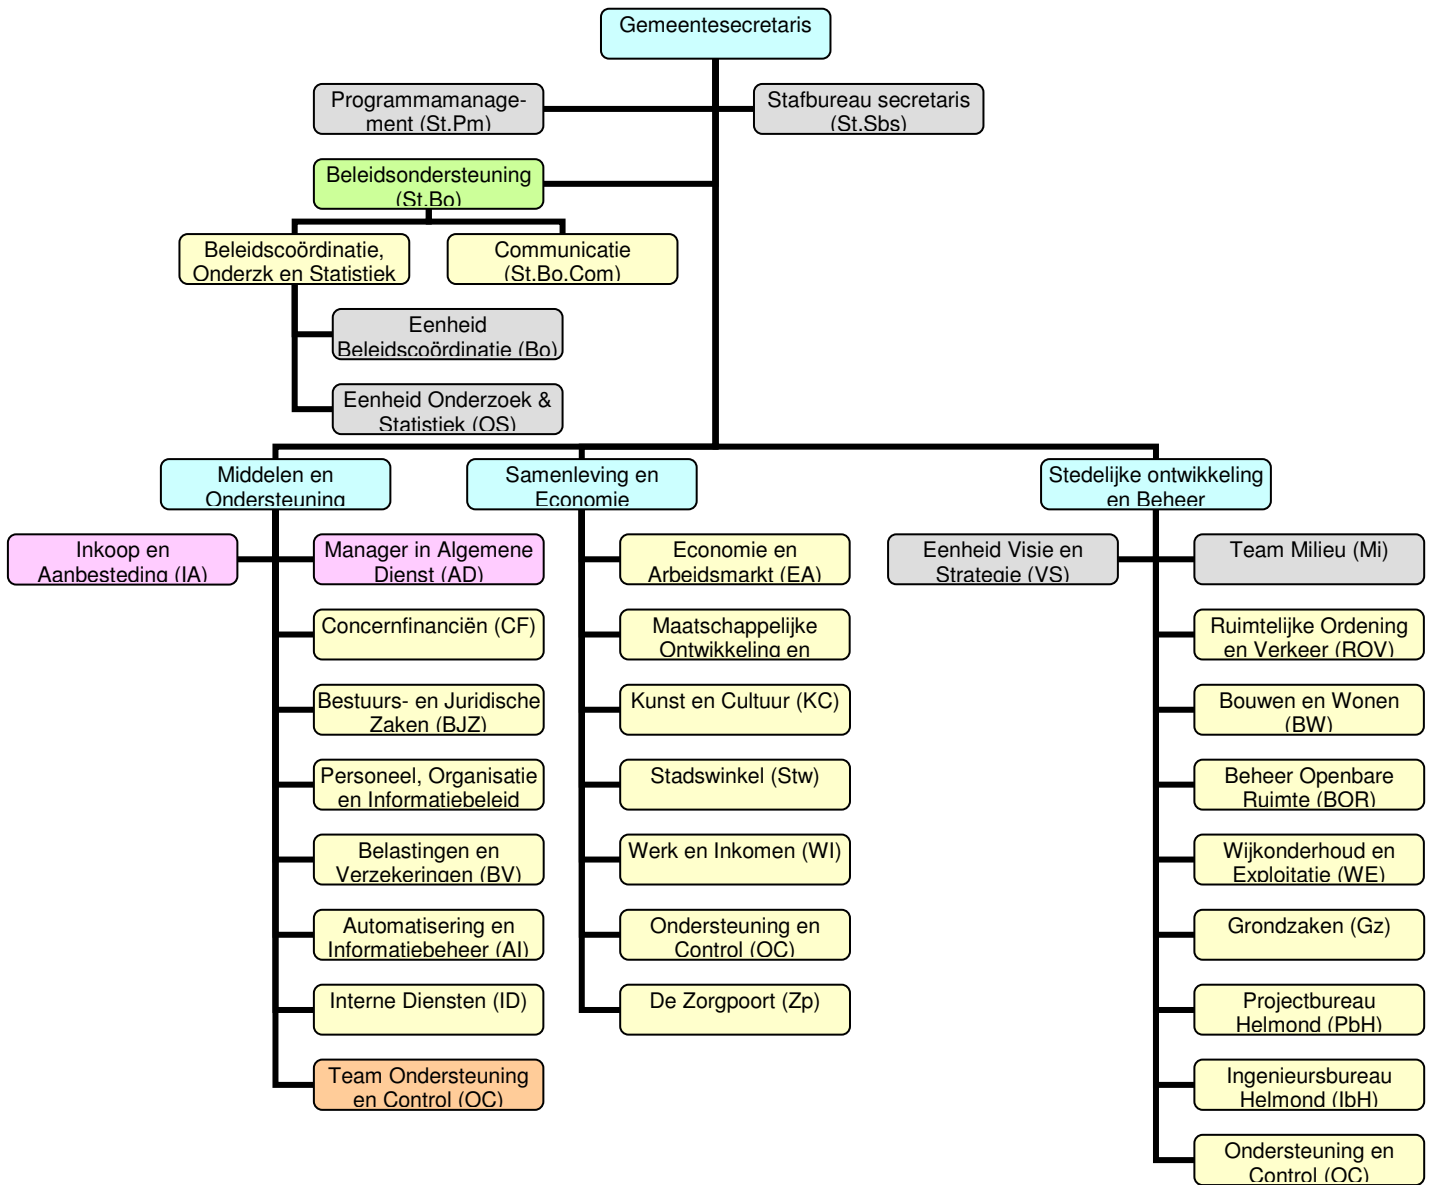 Gemeentesecretaris
Programmamanage-
ment (St.Pm)
Stafbureau secretaris
(St.Sbs)
Beleidsondersteuning
(St.Bo)
Beleidscoördinatie,
Onderzk en Statistiek
Communicatie
(St.Bo.Com)
Eenheid
Beleidscoördinatie (Bo)
Eenheid Onderzoek &
Statistiek (OS)
Middelen en
Ondersteuning
Samenleving en
Economie
Stedelijke ontwikkeling
en Beheer
Inkoop en
Aanbesteding (IA)
Manager in Algemene
Dienst (AD)
Concernfinanciën (CF)
Bestuurs- en Juridische
Zaken (BJZ)
Personeel, Organisatie
en Informatiebeleid
Belastingen en
Verzekeringen (BV)
Automatisering en
Informatiebeheer (AI)
Interne Diensten (ID)
Team Ondersteuning
en Control (OC)
Economie en
Arbeidsmarkt (EA)
Maatschappelijke
Ontwikkeling en
Kunst en Cultuur (KC)
Stadswinkel (Stw)
Werk en Inkomen (WI)
Ondersteuning en
Control (OC)
De Zorgpoort (Zp)
Eenheid Visie en
Strategie (VS)
Team Milieu (Mi)
Ruimtelijke Ordening
en Verkeer (ROV)
Bouwen en Wonen
(BW)
Beheer Openbare
Ruimte (BOR)
Wijkonderhoud en
Exploitatie (WE)
Grondzaken (Gz)
Projectbureau
Helmond (PbH)
Ingenieursbureau
Helmond (IbH)
Ondersteuning en
Control (OC)